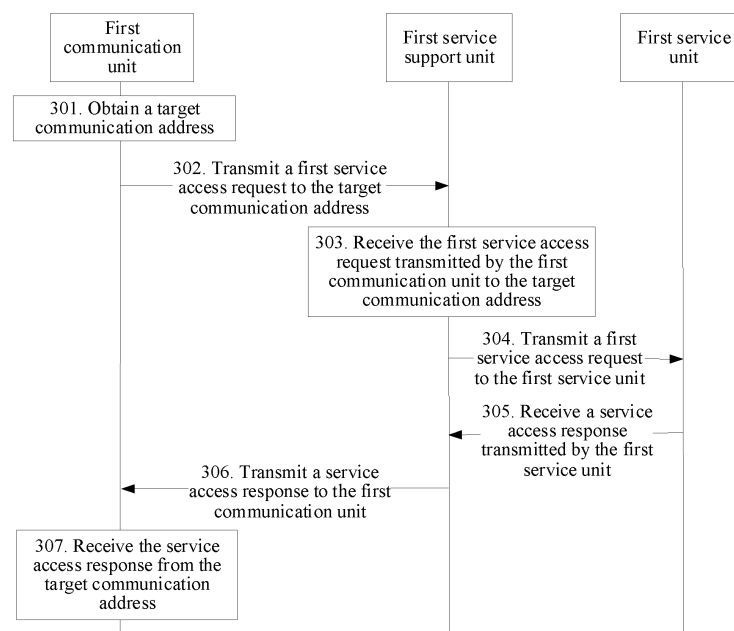 First
communication
unit
First service
support unit
First service
unit
301. Obtain a target
communication address
302. Transmit a first service
access request to the target
communication address
303. Receive the first service access
request transmitted by the first
communication unit to the target
communication address
304. Transmit a first
service access request
to the first service unit
305. Receive a service
access response
transmitted by the first
service unit
306. Transmit a service
access response to the first
communication unit
307. Receive the service
access response from the
target communication
address